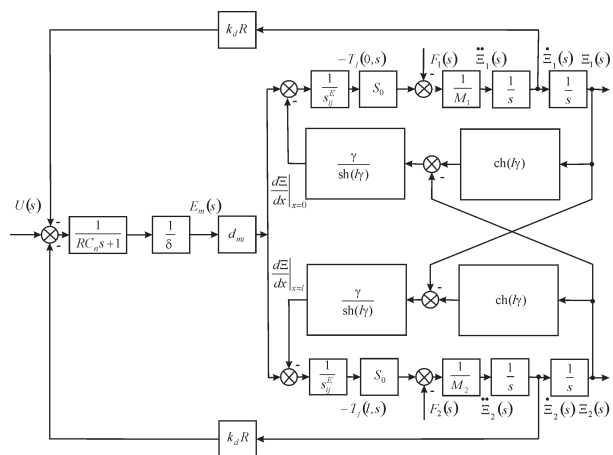 k_d R
−T_j(0,s) F_1(s) Ξ̈_1(s) Ξ̇_1(s) Ξ_1(s)
1/s_{ij}^E S_0 1/M_1 1/s 1/s
γ/sh(lγ) ch(lγ)
dΞ/dx|_{x=0}
U(s) E_m(s)
1/(RC_n s+1) 1/δ d_{mi}
dΞ/dx|_{x=l}
γ/sh(lγ) ch(lγ)
1/s_{ij}^E S_0 1/M_2 1/s 1/s
−T_j(l,s) F_2(s) Ξ̈_2(s) Ξ̇_2(s) Ξ_2(s)
k_d R